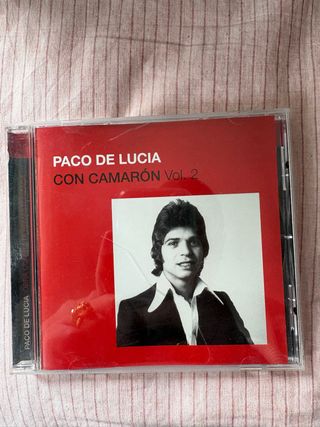 PACO DE LUCIA
CON CAMARÓN Vol. 2
PACO DE LUCIA